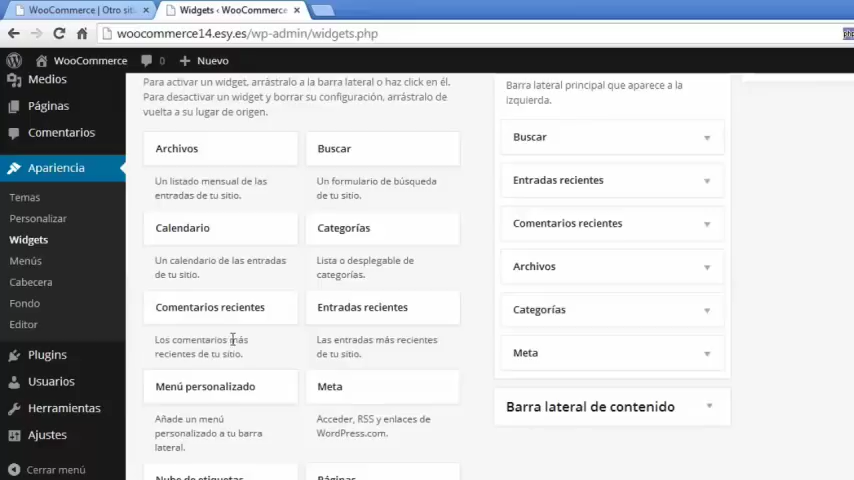 WooCommerce | Otro siti
Widgets ‹ WooCommerce
woocommerce14.esy.es/wp-admin/widgets.php
WooCommerce
0
Nuevo
Medios
Páginas
Comentarios
Apariencia
Temas
Personalizar
Widgets
Menús
Cabecera
Fondo
Editor
Plugins
Usuarios
Herramientas
Ajustes
Cerrar menú
Para activar un widget, arrástralo a la barra lateral o haz click en él.
Para desactivar un widget y borrar su configuración, arrástralo de
vuelta a su lugar de origen.
Archivos
Un listado mensual de las
entradas de tu sitio.
Buscar
Un formulario de búsqueda
de tu sitio.
Calendario
Un calendario de las entradas
de tu sitio.
Categorías
Lista o desplegable de
categorías.
Comentarios recientes
Los comentarios más
recientes de tu sitio.
Entradas recientes
Las entradas más recientes
de tu sitio.
Menú personalizado
Añade un menú
personalizado a tu barra
lateral.
Meta
Acceder, RSS y enlaces de
WordPress.com.
Nube de etiquetas
Páginas
Barra lateral principal que aparece a la
izquierda.
Buscar
Entradas recientes
Comentarios recientes
Archivos
Categorías
Meta
Barra lateral de contenido